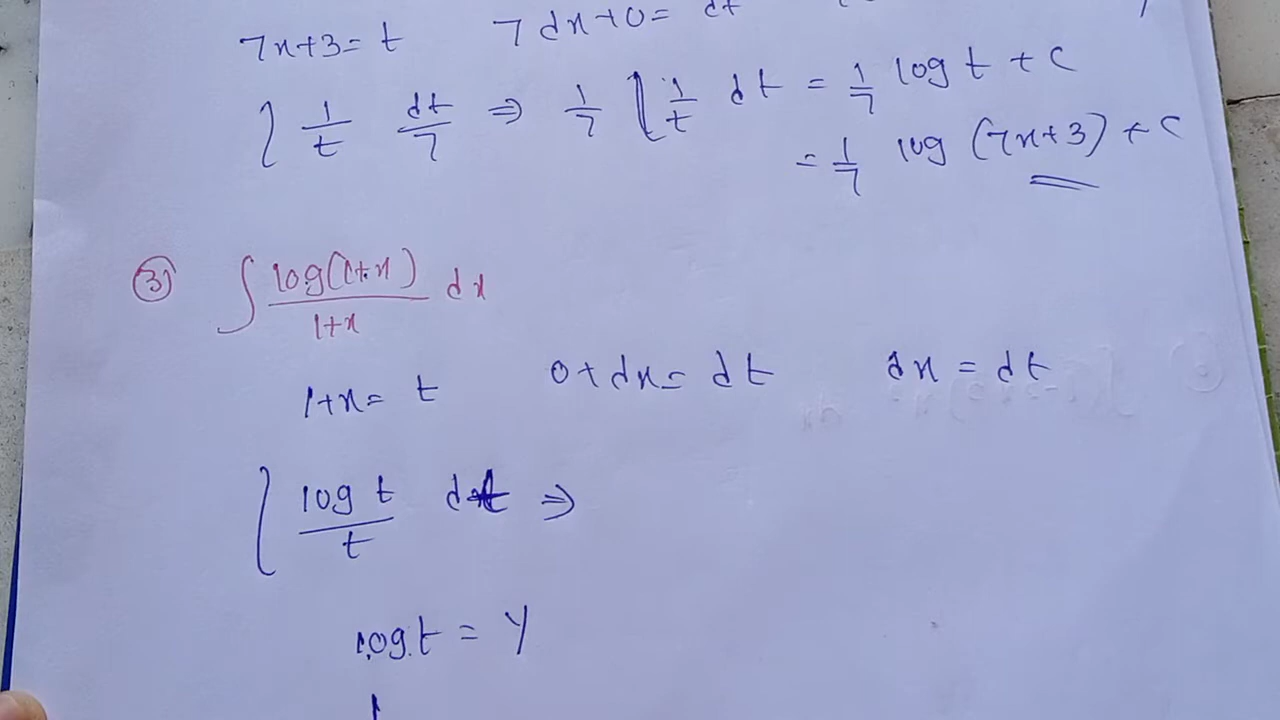 7x+3= t 7 dx+0= dt
∫ 1/t dt/7 ⇒ 1/7 ∫ 1/t dt = 1/7 log t + c
= 1/7 log (7x+3) + c
③ ∫ log(1+x)/1+x dx
1+x= t 0+dx= dt dx = dt
∫ log t/t dt ⇒
log t = y